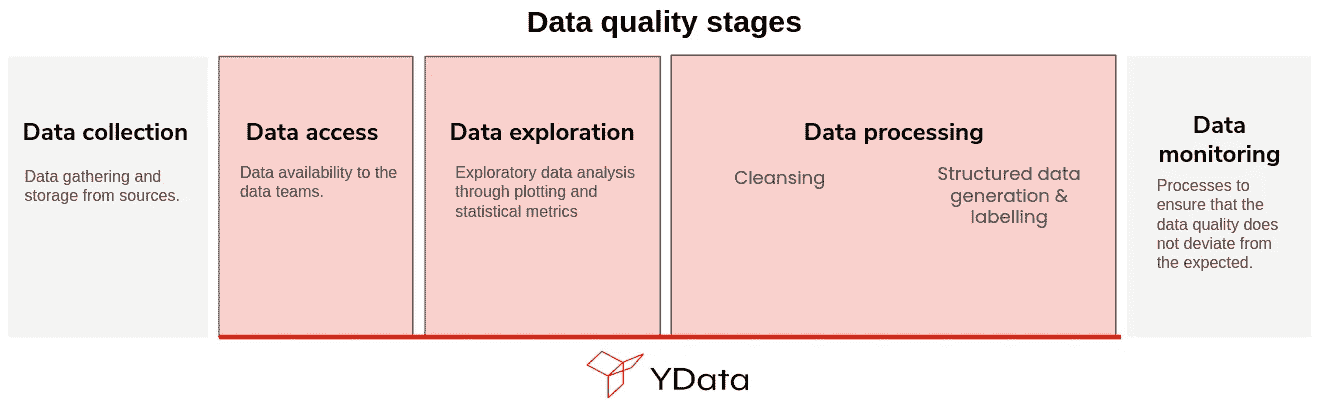 Data quality stages
Data collection
Data gathering and
storage from sources.
Data access
Data availability to the
data teams.
Data exploration
Exploratory data analysis
through plotting and
statistical metrics
Data processing
Cleansing
Structured data
generation &
labelling
Data
monitoring
Processes to
ensure that the
data quality does
not deviate from
the expected.
YData